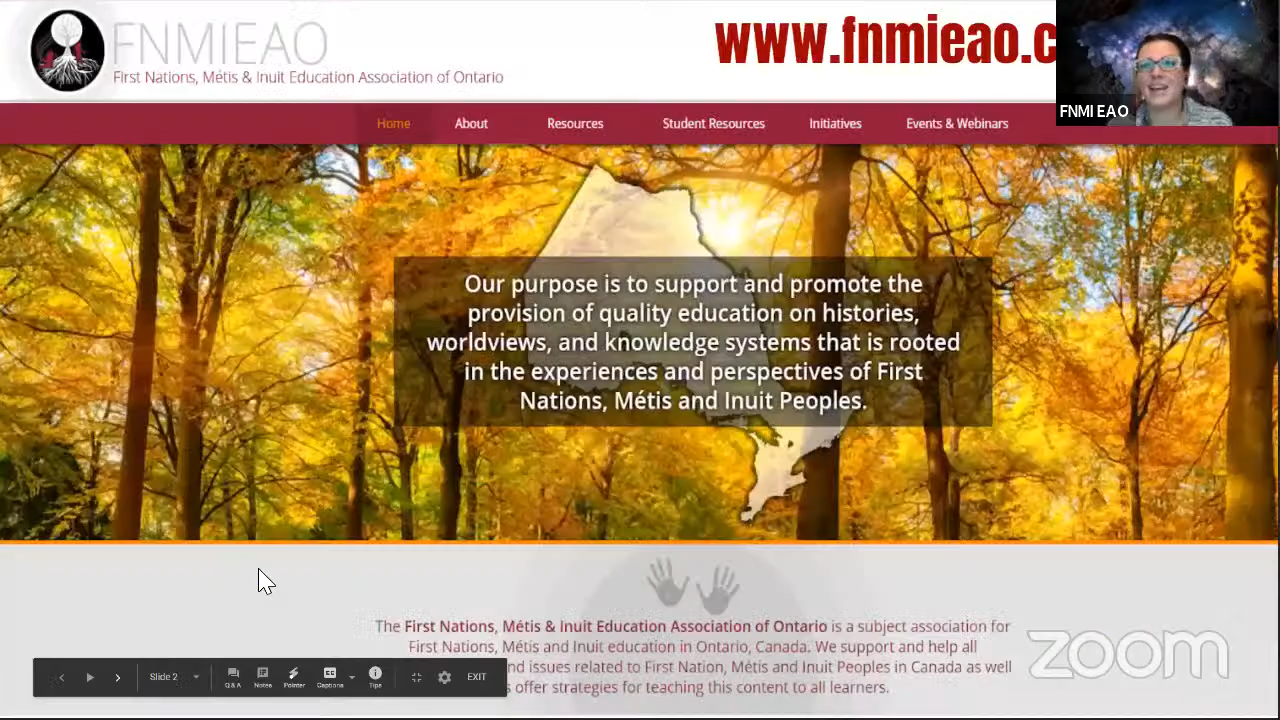 FNMIEAO
First Nations, Métis & Inuit Education Association of Ontario
www.fnmieao.c
FNMI EAO
Home About Resources Student Resources Initiatives Events & Webinars
Our purpose is to support and promote the
provision of quality education on histories,
worldviews, and knowledge systems that is rooted
in the experiences and perspectives of First
Nations, Métis and Inuit Peoples.
The First Nations, Métis & Inuit Education Association of Ontario is a subject association for
First Nations, Métis and Inuit education in Ontario, Canada. We support and help all
nd issues related to First Nation, Métis and Inuit Peoples in Canada as well
s offer strategies for teaching this content to all learners.
zoom
Slide 2 Q & A Notes Pointer Captions Tips EXIT